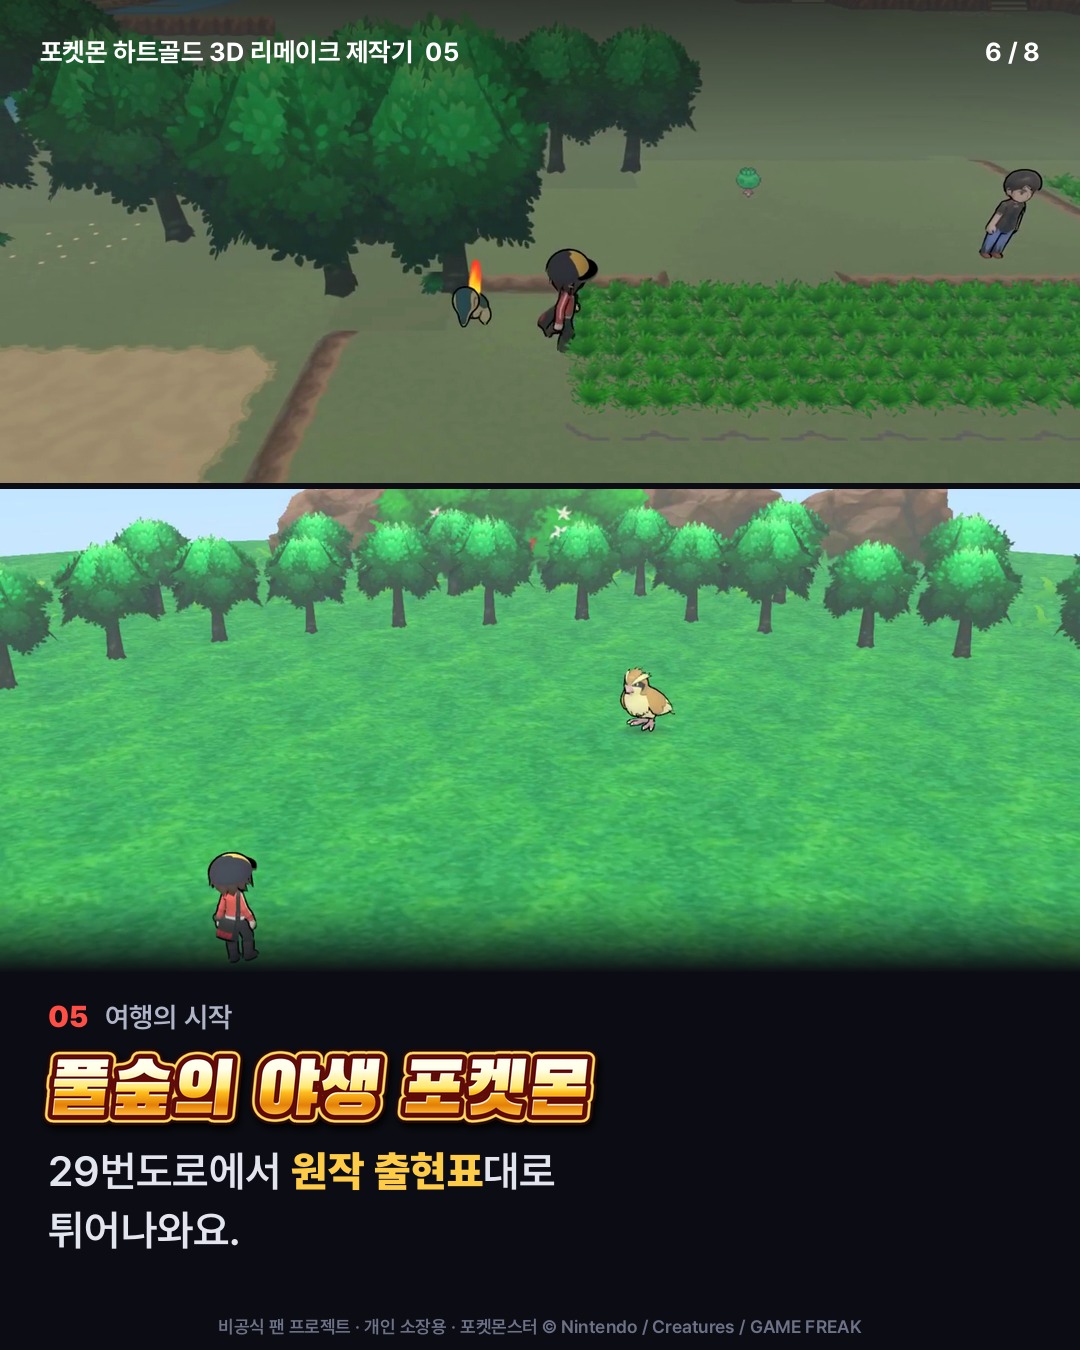 포켓몬 하트골드 3D 리메이크 제작기 05
6 / 8
05 여행의 시작
풀숲의 야생 포켓몬
29번도로에서 원작 출현표대로
튀어나와요.
비공식 팬 프로젝트 · 개인 소장용 · 포켓몬스터 © Nintendo / Creatures / GAME FREAK